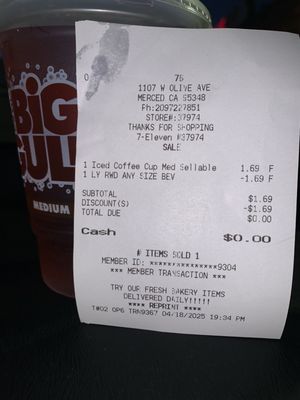 BiG
GUL
MEDIUM
1107 W OLIVE AVE
MERCED CA 95348
Ph:2097227851
STORE#:37974
THANKS FOR SHOPPING
7-Eleven #37974
SALE
1 Iced Coffee Cup Med Sellable 1.69 F
1 LY RWD ANY SIZE BEV -1.69 F
SUBTOTAL $1.69
DISCOUNT(S) -$1.69
TOTAL DUE $0.00
Cash $0.00
# ITEMS SOLD 1
MEMBER ID: ***************9304
*** MEMBER TRANSACTION ***
TRY OUR FRESH BAKERY ITEMS
DELIVERED DAILY!!!!!
**** REPRINT ****
T#02 OP6 TRN9367 04/18/2025 19:34 PM